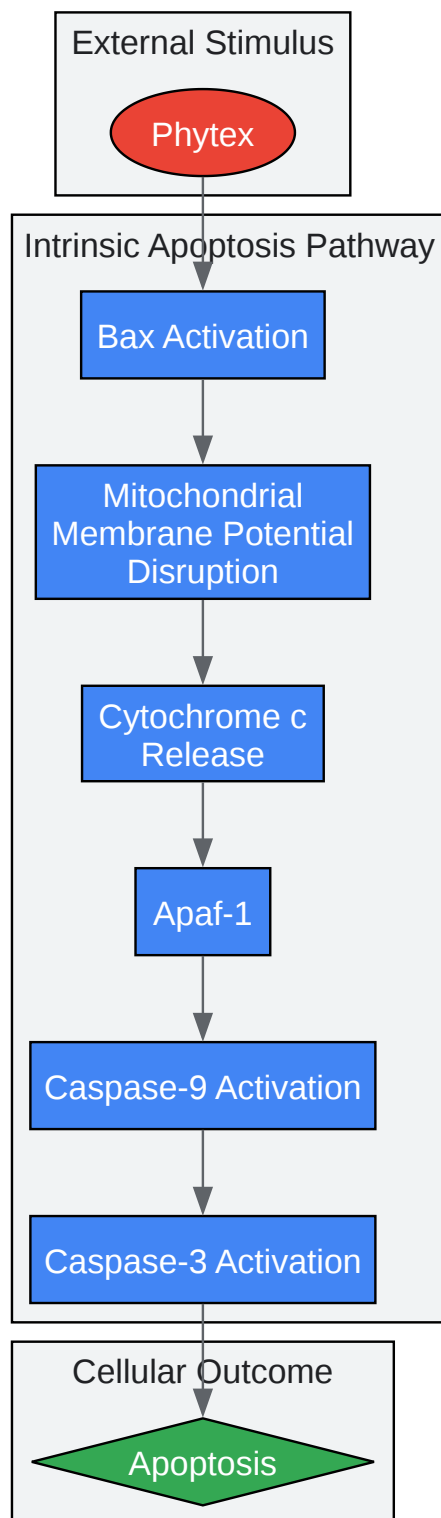 External Stimulus
Phytex
Intrinsic Apoptosis Pathway
Bax Activation
Mitochondrial
Membrane Potential
Disruption
Cytochrome c
Release
Apaf-1
Caspase-9 Activation
Caspase-3 Activation
Cellular Outcome
Apoptosis